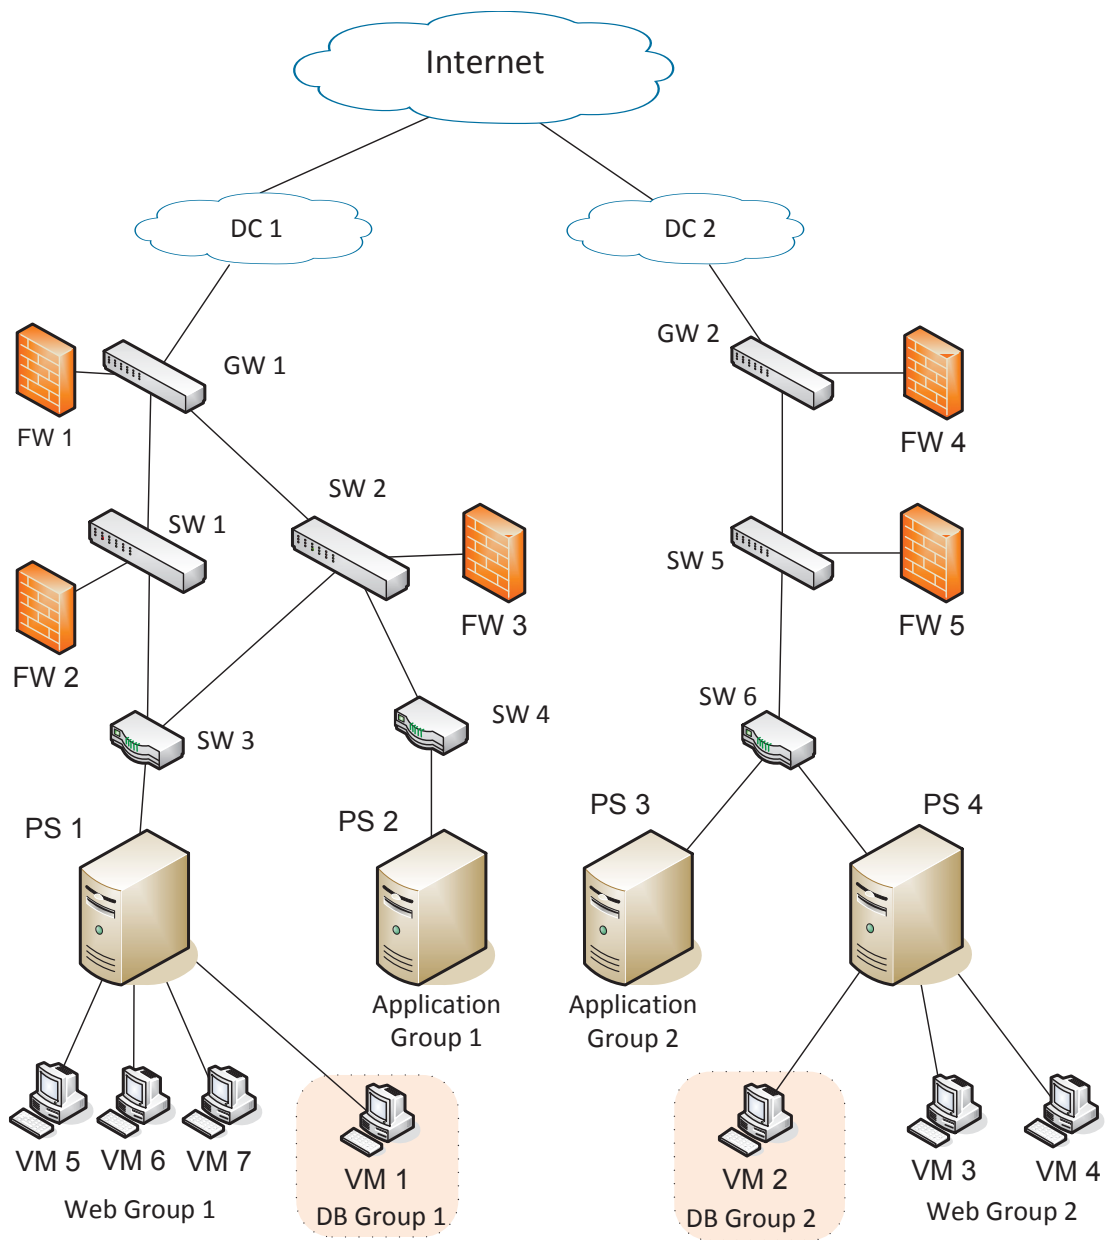 Internet
DC 1
DC 2
GW 1
GW 2
FW 1
FW 4
SW 2
SW 1
SW 5
FW 3
FW 5
FW 2
SW 6
SW 4
SW 3
PS 1
PS 2
PS 3
PS 4
Application
Group 1
Application
Group 2
VM 5
VM 6
VM 7
VM 1
VM 2
VM 3
VM 4
Web Group 1
DB Group 1
DB Group 2
Web Group 2